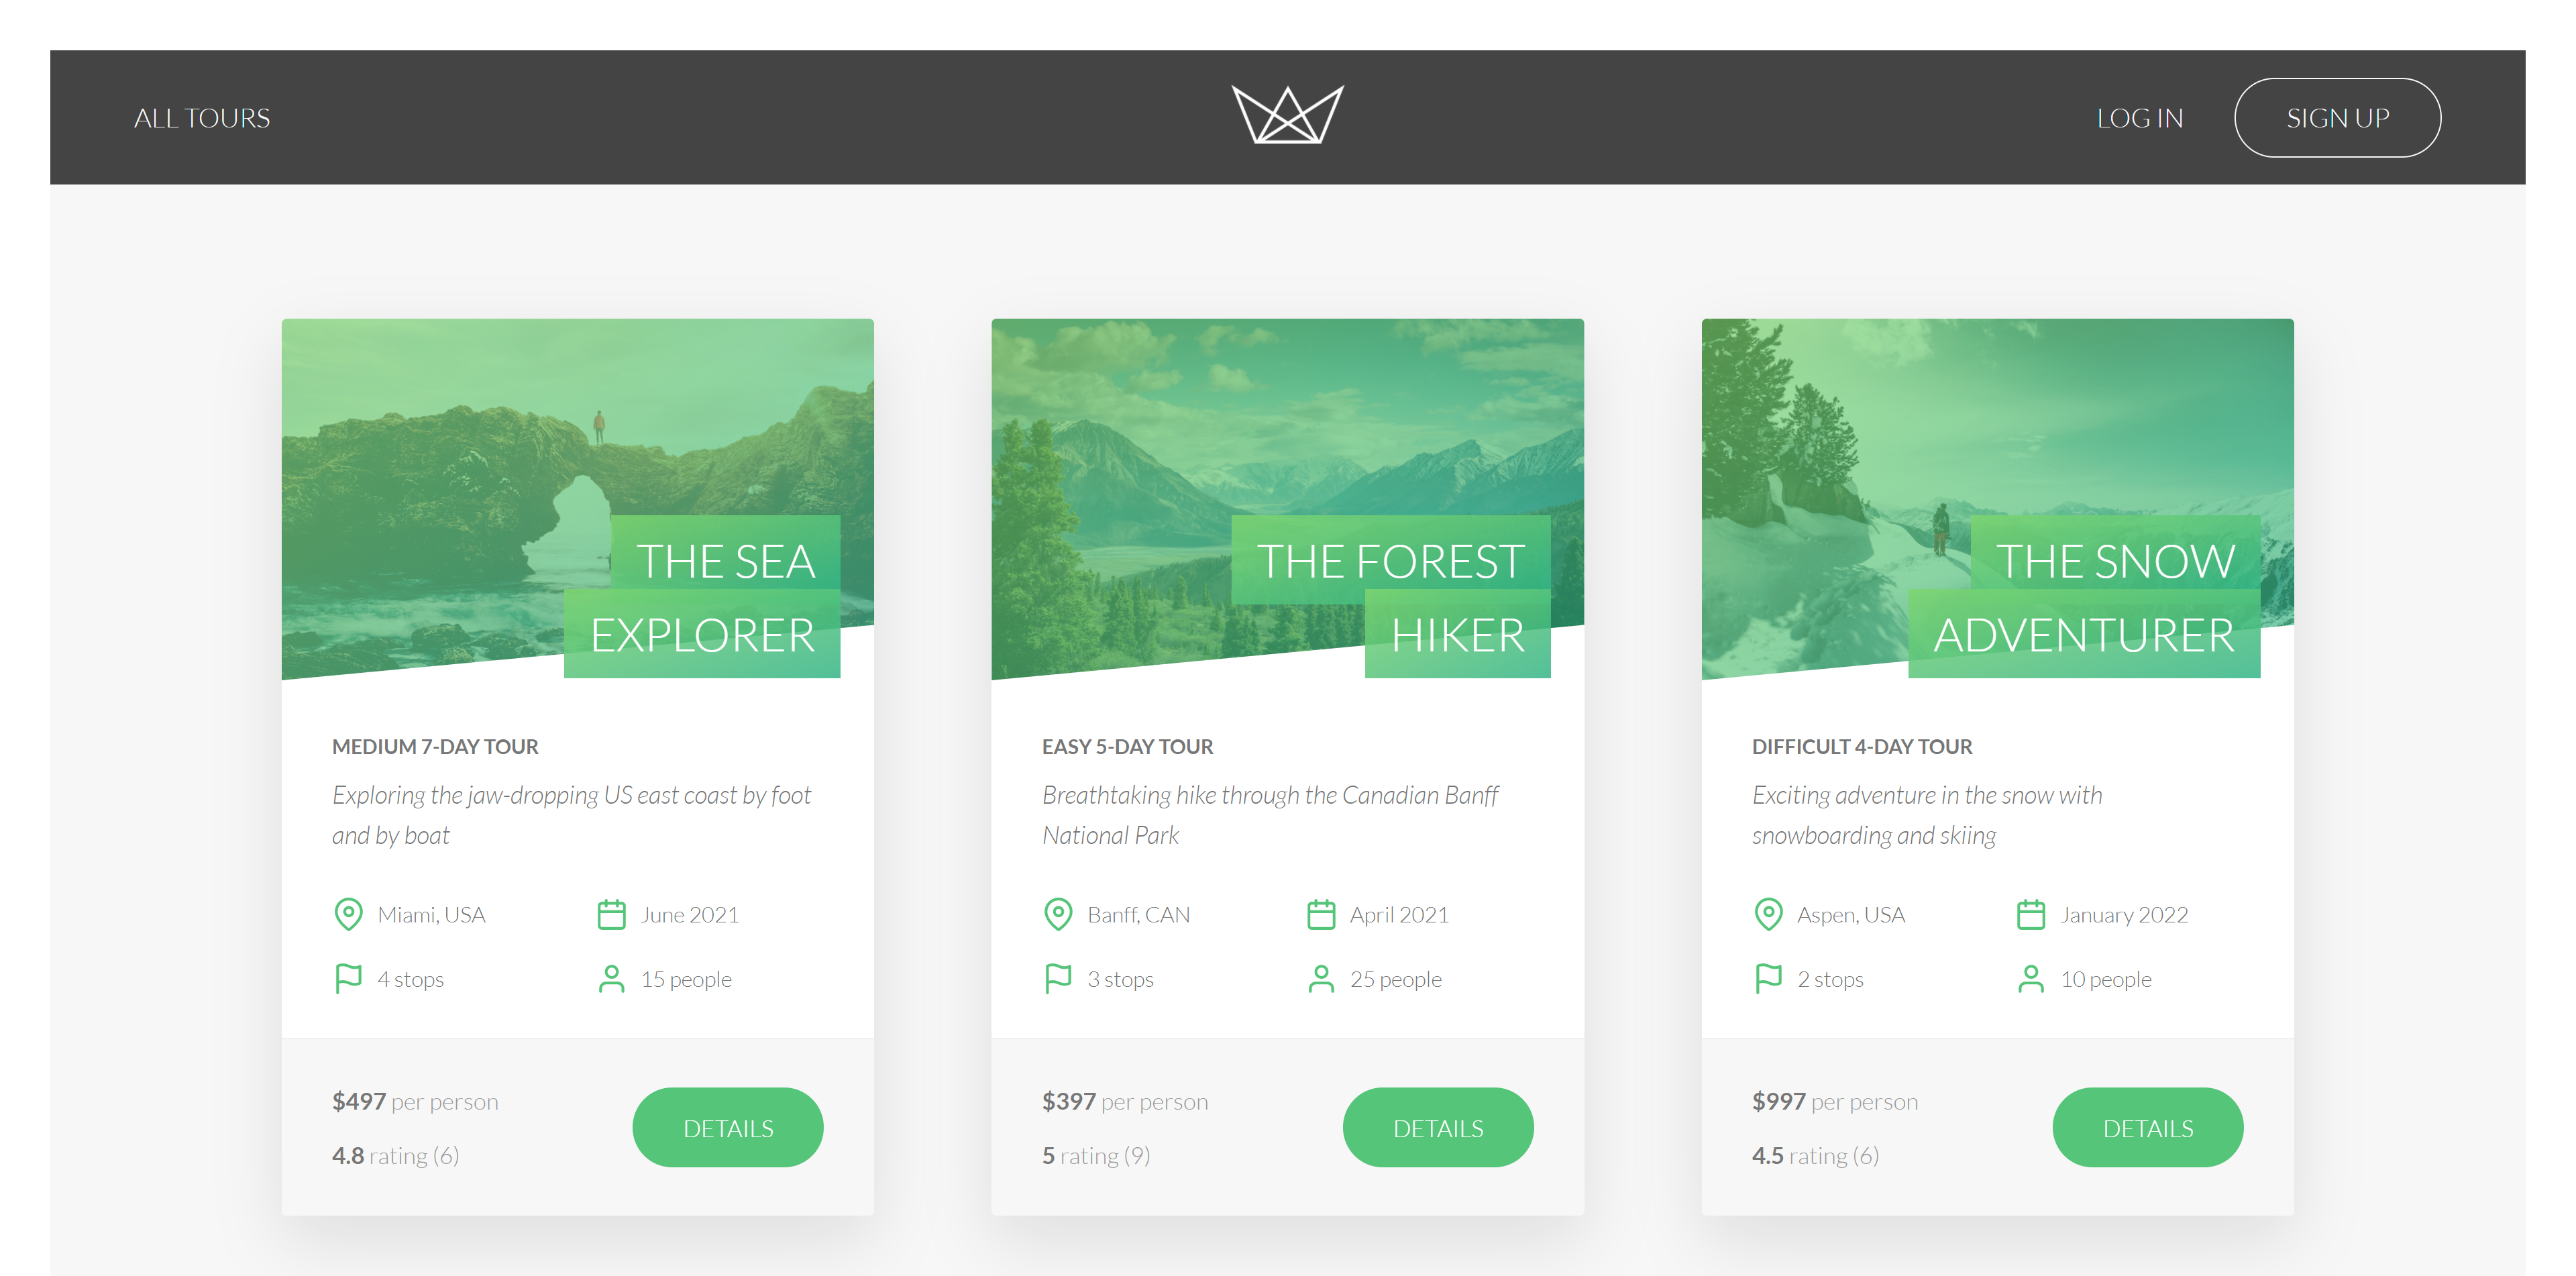 ALL TOURS
LOG IN
SIGN UP
THE SEA
EXPLORER
MEDIUM 7-DAY TOUR
Exploring the jaw-dropping US east coast by foot
and by boat
Miami, USA
June 2021
4 stops
15 people
$497 per person
4.8 rating (6)
DETAILS
THE FOREST
HIKER
EASY 5-DAY TOUR
Breathtaking hike through the Canadian Banff
National Park
Banff, CAN
April 2021
3 stops
25 people
$397 per person
5 rating (9)
DETAILS
THE SNOW
ADVENTURER
DIFFICULT 4-DAY TOUR
Exciting adventure in the snow with
snowboarding and skiing
Aspen, USA
January 2022
2 stops
10 people
$997 per person
4.5 rating (6)
DETAILS